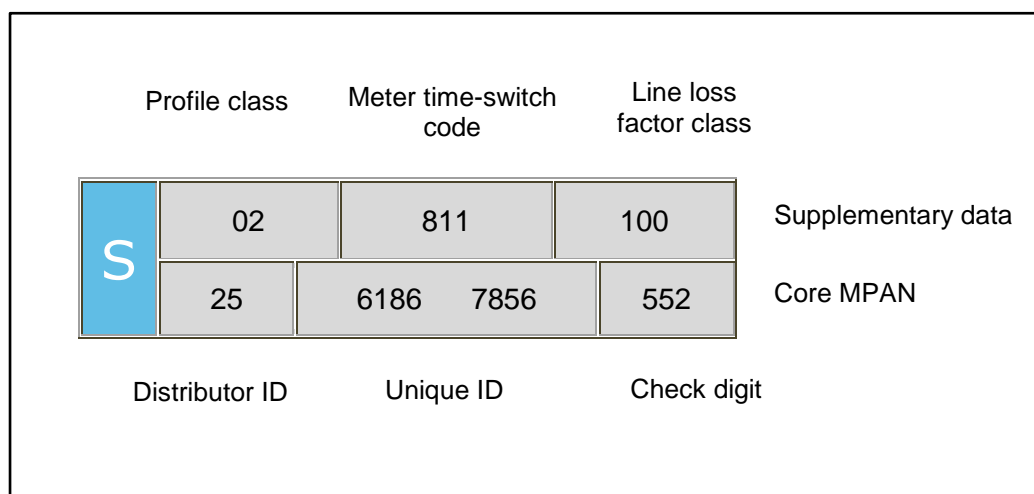 Profile class
Meter time-switch
code
Line loss
factor class
S
02
811
100
Supplementary data
25
6186 7856
552
Core MPAN
Distributor ID
Unique ID
Check digit